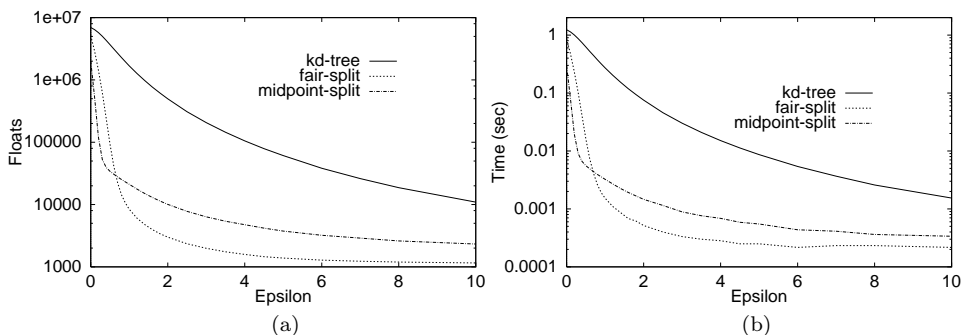 1e+07
1e+06
100000
10000
1000
Floats
kd-tree
fair-split
midpoint-split
0 2 4 6 8 10
Epsilon
(a)
1
0.1
0.01
0.001
0.0001
Time (sec)
kd-tree
fair-split
midpoint-split
0 2 4 6 8 10
Epsilon
(b)